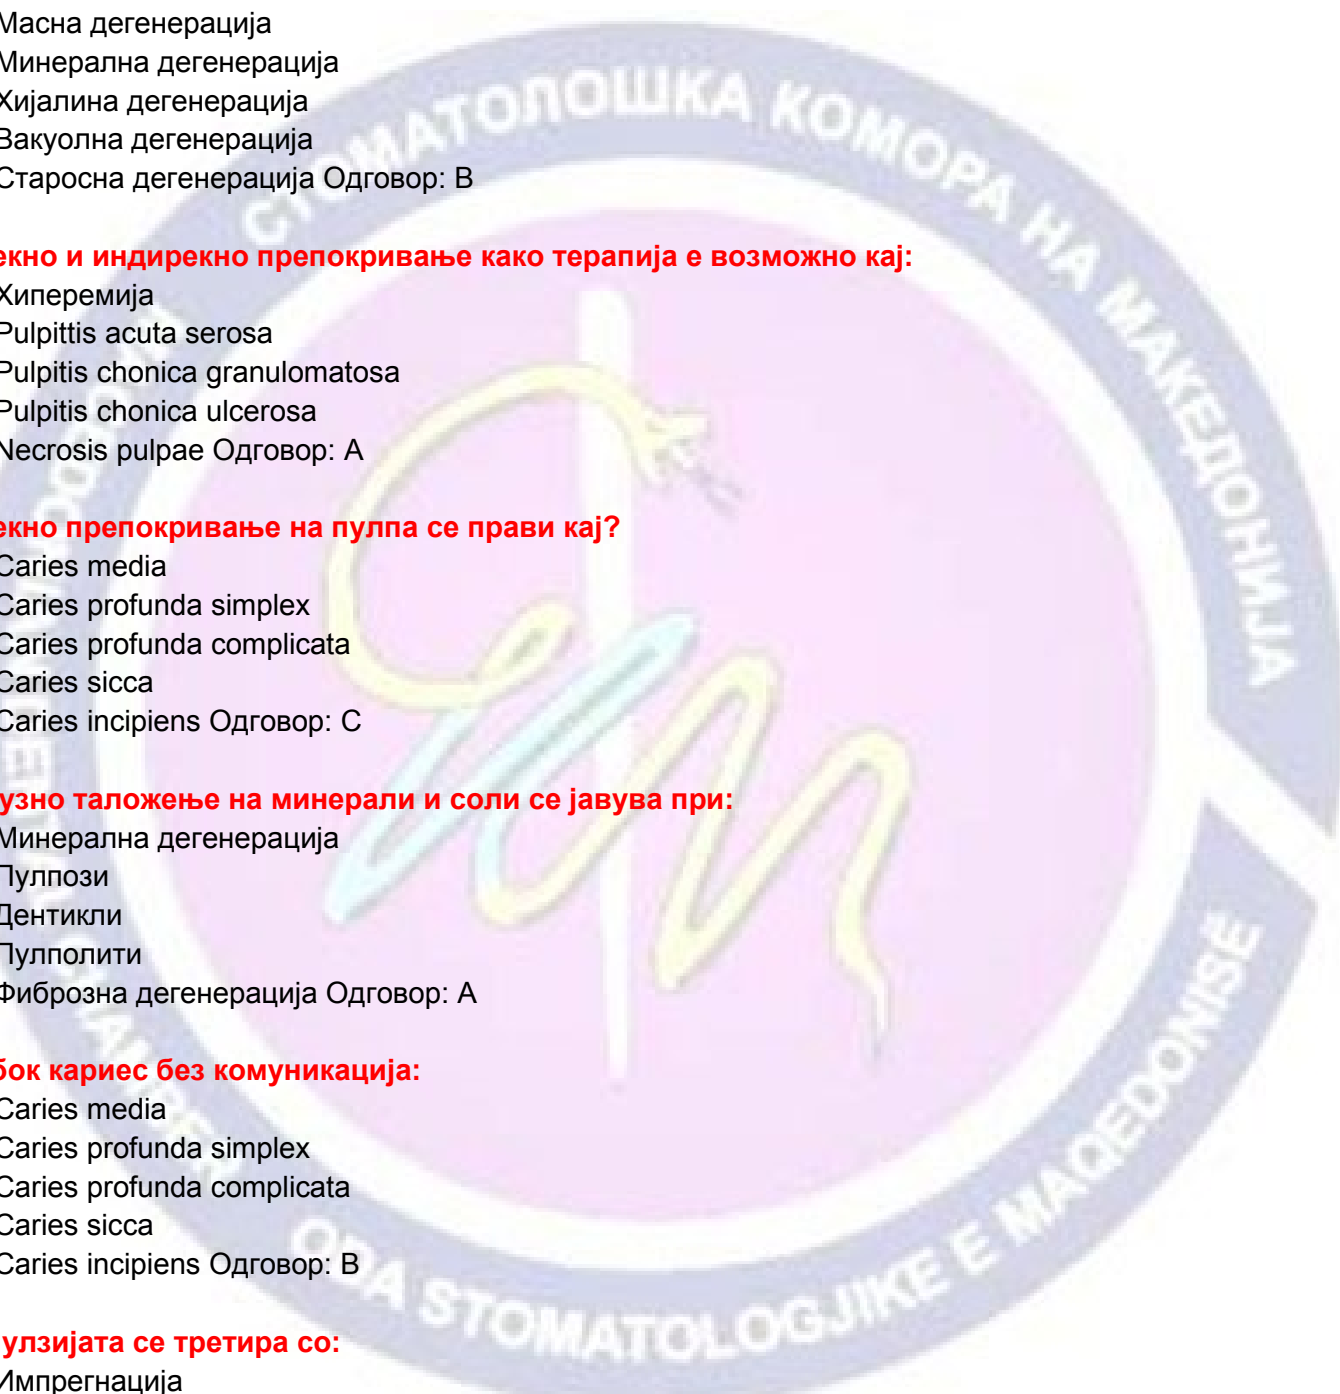 Масна дегенерација
Минерална дегенерација
Хијалина дегенерација
Вакуолна дегенерација
Старосна дегенерација Одговор: B
екно и индирекно препокривање како терапија е возможно кај:
Хиперемија
Pulpittis acuta serosa
Pulpitis chonica granulomatosa
Pulpitis chonica ulcerosa
Necrosis pulpae Одговор: A
екно препокривање на пулпа се прави кај?
Caries media
Caries profunda simplex
Caries profunda complicata
Caries sicca
Caries incipiens Одговор: C
узно таложење на минерали и соли се јавува при:
Минерална дегенерација
Пулпози
Дентикли
Пулполити
Фиброзна дегенерација Одговор: A
бок кариес без комуникација:
Caries media
Caries profunda simplex
Caries profunda complicata
Caries sicca
Caries incipiens Одговор: B
улзијата се третира со:
Импрегнација
СТОМАТОЛОШКА КОМОРА НА МАКЕДОНИЈА
ODA STOMATOLOGJIKE E MAQEDONISË